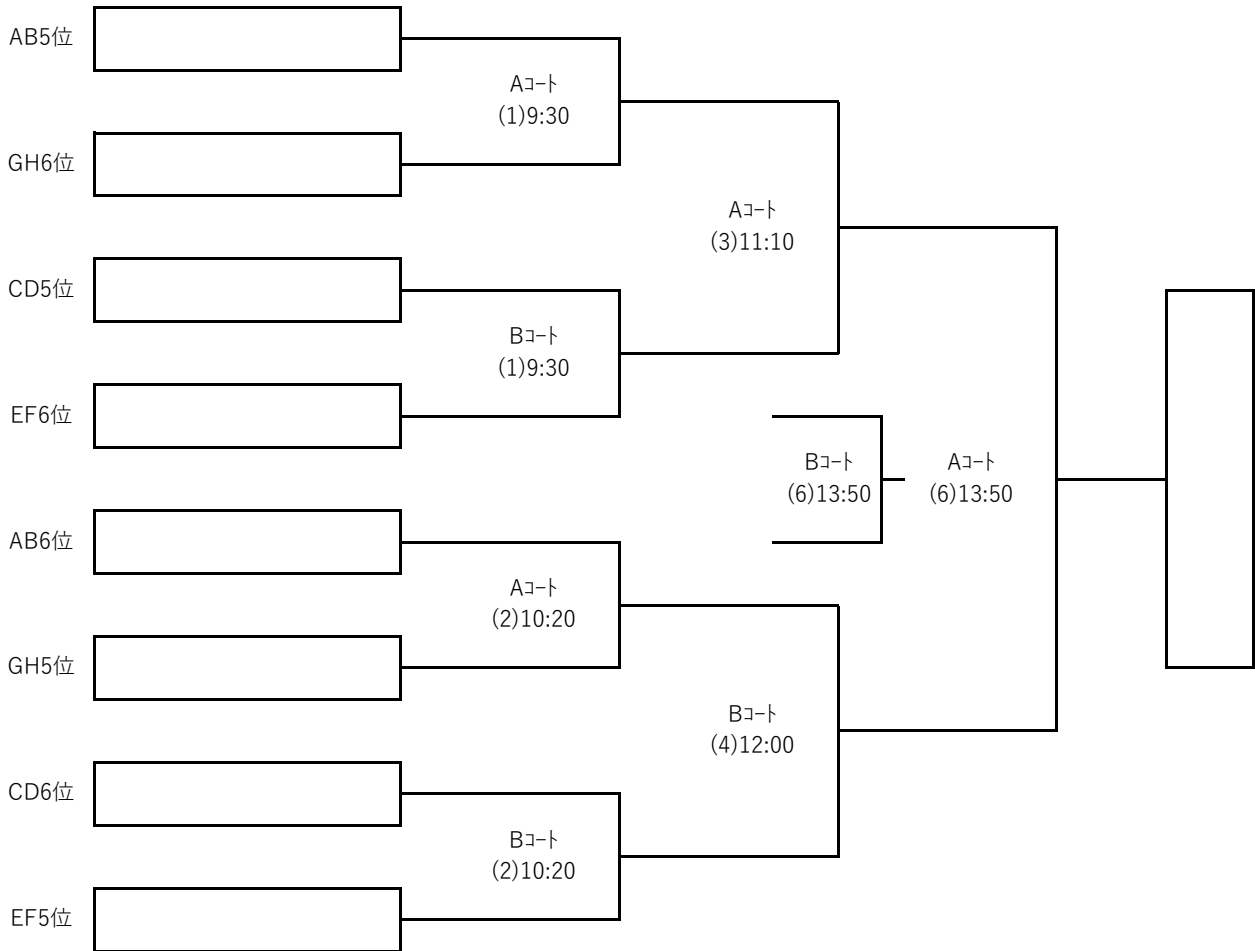 AB5位
Aｺｰﾄ
(1)9:30
GH6位
Aｺｰﾄ
(3)11:10
CD5位
Bｺｰﾄ
(1)9:30
EF6位
Bｺｰﾄ
(6)13:50
Aｺｰﾄ
(6)13:50
AB6位
Aｺｰﾄ
(2)10:20
GH5位
Bｺｰﾄ
(4)12:00
CD6位
Bｺｰﾄ
(2)10:20
EF5位